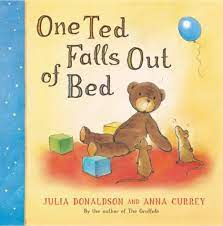 One Ted
Falls Out
of Bed
JULIA DONALDSON AND ANNA CURREY
By the author of The Gruffalo